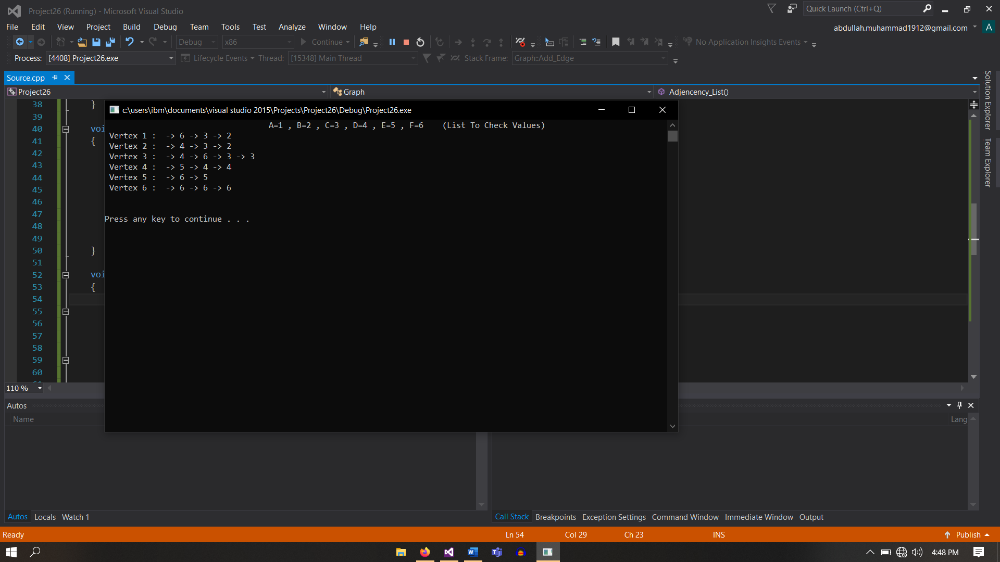 Project26 (Running) - Microsoft Visual Studio
Quick Launch (Ctrl+Q)
File Edit View Project Build Debug Team Tools Test Analyze Window Help
abdullah.muhammad1912@gmail.com A
Debug x86 Continue No Application Insights Events
Process: [4408] Project26.exe Lifecycle Events Thread: [15348] Main Thread Stack Frame: Graph::Add_Edge
Source.cpp
Project26 Graph Adjencency_List()
Solution Explorer
Team Explorer
c:\users\ibm\documents\visual studio 2015\Projects\Project26\Debug\Project26.exe
A=1 , B=2 , C=3 , D=4 , E=5 , F=6 (List To Check Values)
Vertex 1 : -> 6 -> 3 -> 2
Vertex 2 : -> 4 -> 3 -> 2
Vertex 3 : -> 4 -> 6 -> 3 -> 3
Vertex 4 : -> 5 -> 4 -> 4
Vertex 5 : -> 6 -> 5
Vertex 6 : -> 6 -> 6 -> 6
Press any key to continue . . .
38 }
39
40 voi
41 {
42
43
44
45
46
47
48
49
50 }
51
52 voi
53 {
54
55
56
57
58
59
60
110 %
Autos
Name
Lang
Autos Locals Watch 1
Call Stack Breakpoints Exception Settings Command Window Immediate Window Output
Ready Ln 54 Col 29 Ch 23 INS Publish
4:48 PM